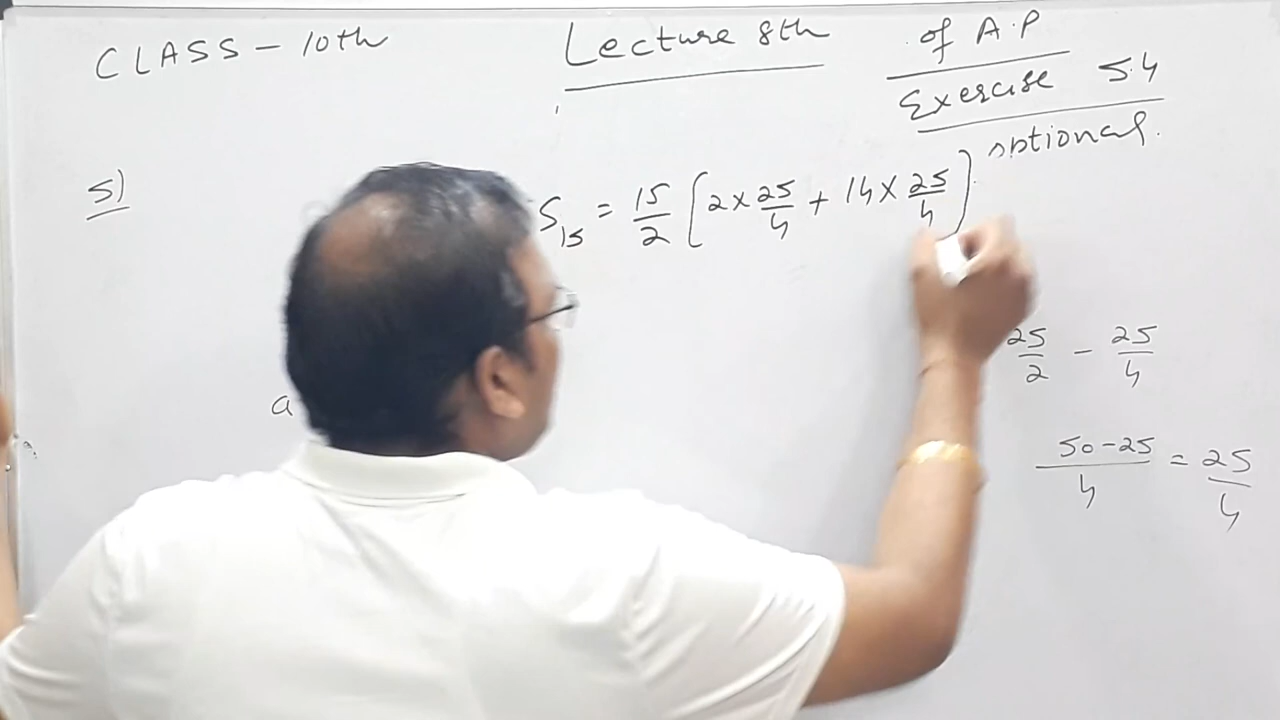 CLASS - 10th
Lecture 8th
of A.P
Exercise 5.4
optional.
5)
S₁₅ = 15/2 [2 × 25/4 + 14 × 25/4]
a
25/2 - 25/4
50-25/4 = 25/4